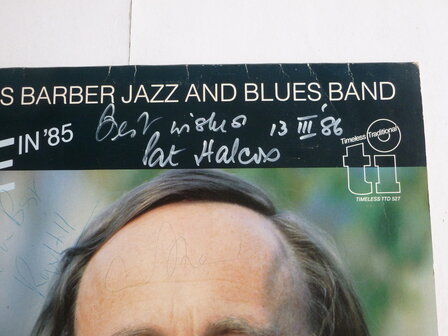 S BARBER JAZZ AND BLUES BAND
IN '85
Best wishes 13 III '86
Pat Halcox
Timeless Traditional
ti
TIMELESS TTD 527